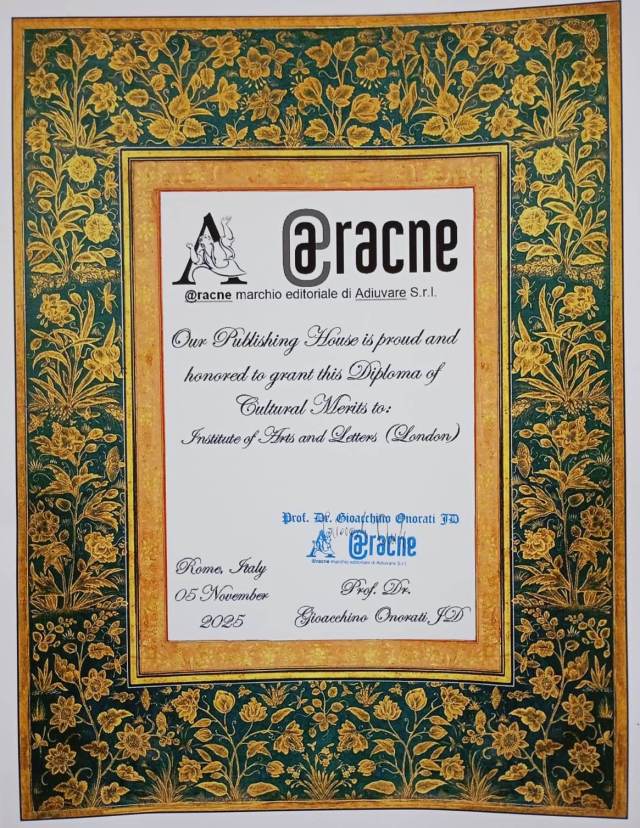 @racne
@racne marchio editoriale di Adiuvare S.r.l.
Our Publishing House is proud and
honored to grant this Diploma of
Cultural Merits to:
Institute of Arts and Letters (London)
Prof. Dr. Gioacchino Onorati JD
@racne
@racne marchio editoriale di Adiuvare S.r.l.
Rome, Italy
05 November
2025
Prof. Dr.
Gioacchino Onorati JD